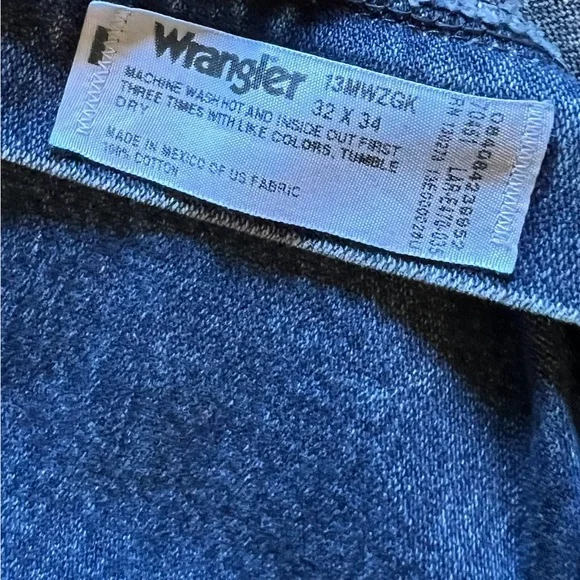 Wrangler
13MWZGK
32 X 34
MACHINE WASH HOT AND INSIDE OUT FIRST
THREE TIMES WITH LIKE COLORS, TUMBLE
DRY
MADE IN MEXICO OF US FABRIC
100% COTTON
70481